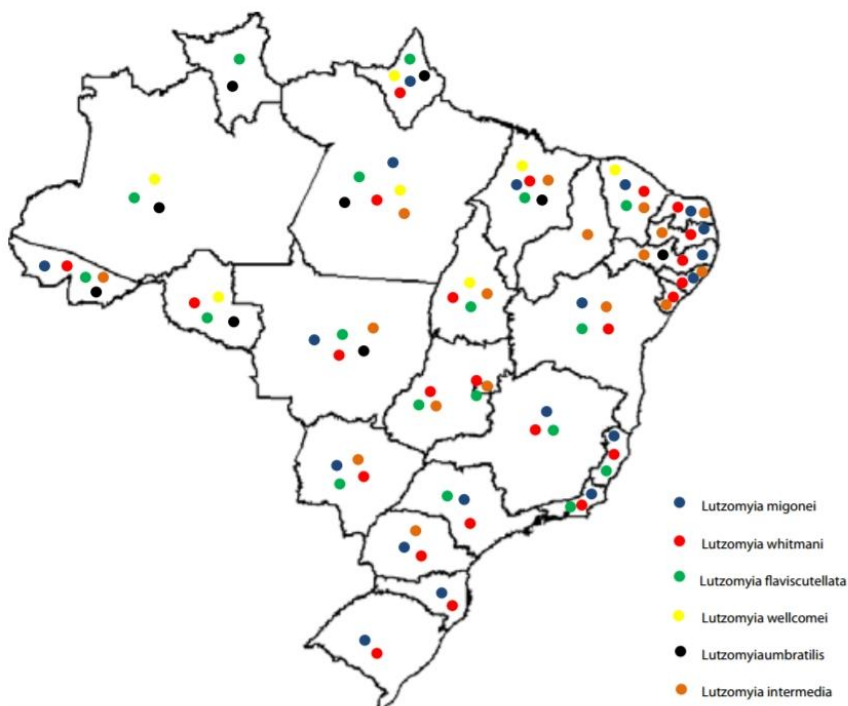 Lutzomyia migonei
Lutzomyia whitmani
Lutzomyia flaviscutellata
Lutzomyia wellcomei
Lutzomyiaumbratilis
Lutzomyia intermedia